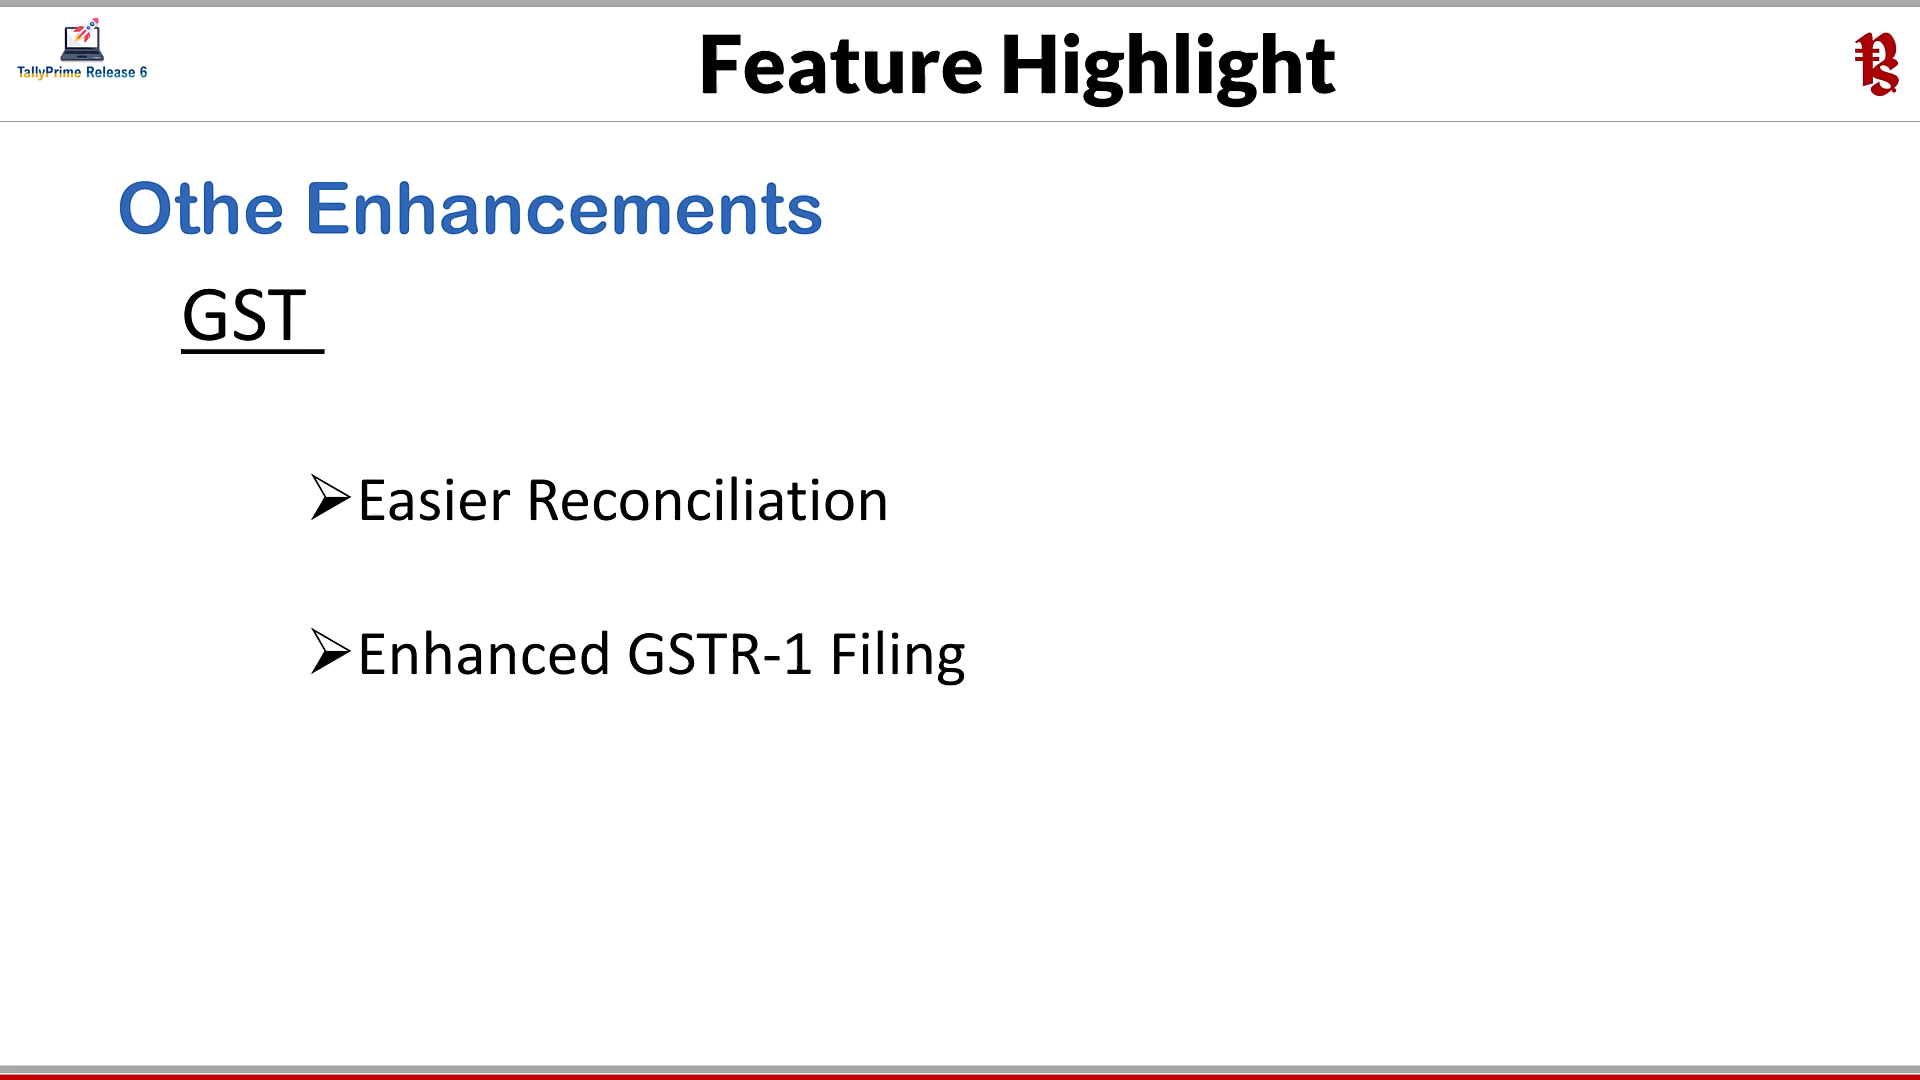 TallyPrime Release 6
Feature Highlight
Othe Enhancements
GST
➢Easier Reconciliation
➢Enhanced GSTR-1 Filing